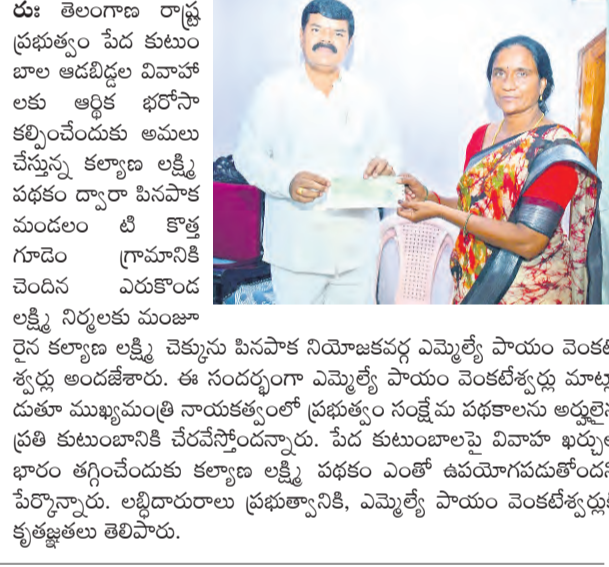 రు: తెలంగాణ రాష్ట్ర
ప్రభుత్వం పేద కుటుం
బాల ఆడబిడ్డల వివాహా
లకు ఆర్థిక భరోసా
కల్పించేందుకు అమలు
చేస్తున్న కల్యాణ లక్ష్మి
పథకం ద్వారా పినపాక
మండలం టి కొత్త
గూడెం గ్రామానికి
చెందిన ఎరుకొండ
లక్ష్మి నిర్మలకు మంజూ
రైన కల్యాణ లక్ష్మి చెక్కును పినపాక నియోజకవర్గ ఎమ్మెల్యే పాయం వెంకటే
శ్వర్లు అందజేశారు. ఈ సందర్భంగా ఎమ్మెల్యే పాయం వెంకటేశ్వర్లు మాట్లా
డుతూ ముఖ్యమంత్రి నాయకత్వంలో ప్రభుత్వం సంక్షేమ పథకాలను అర్హులైన
ప్రతి కుటుంబానికి చేరవేస్తోందన్నారు. పేద కుటుంబాలపై వివాహ ఖర్చుల
భారం తగ్గించేందుకు కల్యాణ లక్ష్మి పథకం ఎంతో ఉపయోగపడుతోందని
పేర్కొన్నారు. లబ్ధిదారురాలు ప్రభుత్వానికి, ఎమ్మెల్యే పాయం వెంకటేశ్వర్లుకి
కృతజ్ఞతలు తెలిపారు.